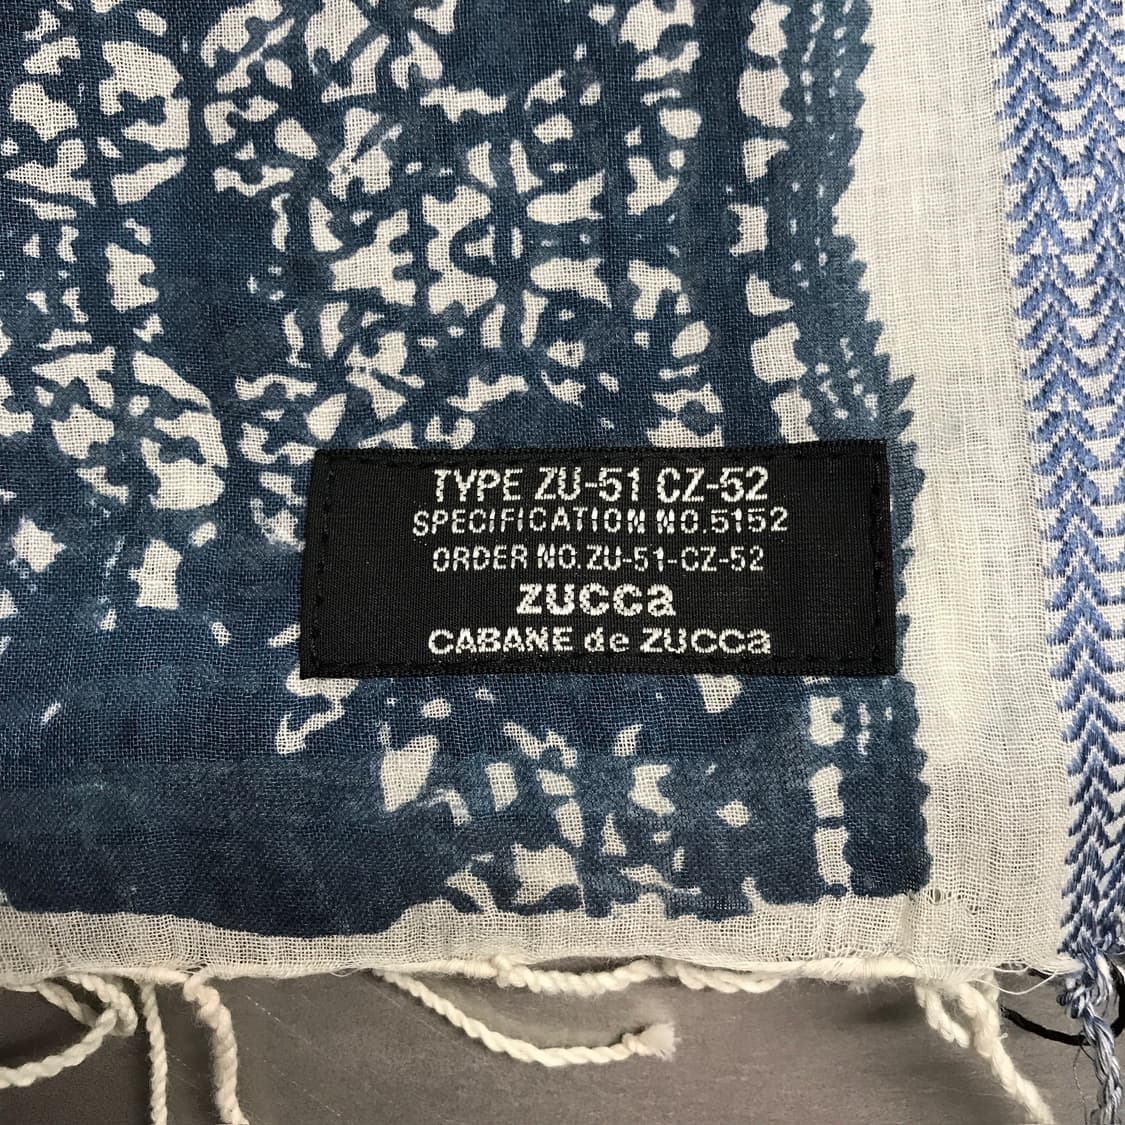 TYPE ZU-51 CZ-52
SPECIFICATION NO.5152
ORDER NO.ZU-51-CZ-52
zucca
CABANE de ZUCCa